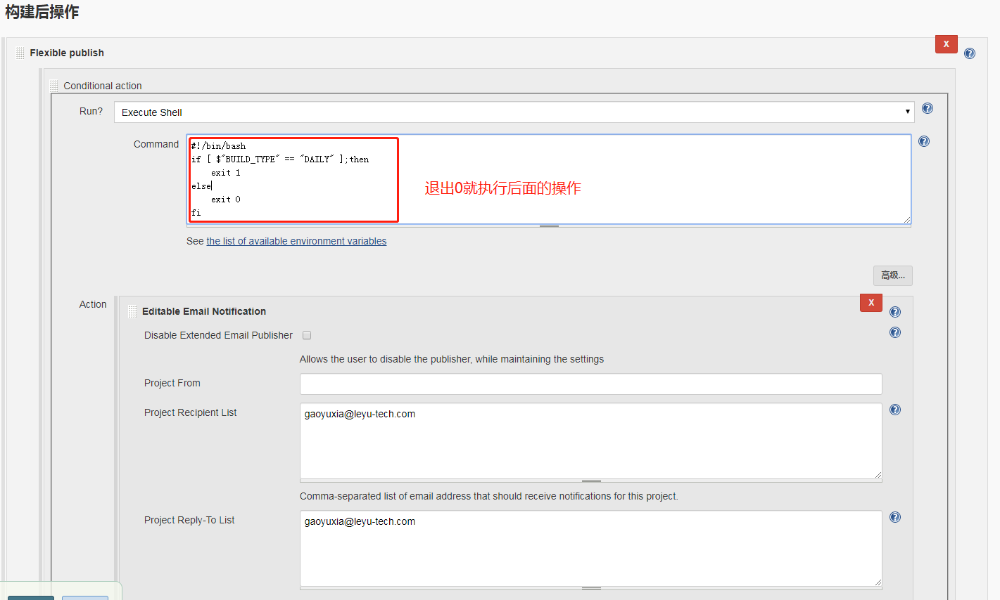 构建后操作
Flexible publish
X
Conditional action
Run?
Execute Shell
Command
#!/bin/bash
if [ $"BUILD_TYPE" == "DAILY" ];then
    exit 1
else
    exit 0
fi
退出0就执行后面的操作
See the list of available environment variables
高级...
Action
Editable Email Notification
X
Disable Extended Email Publisher
Allows the user to disable the publisher, while maintaining the settings
Project From
Project Recipient List
gaoyuxia@leyu-tech.com
Comma-separated list of email address that should receive notifications for this project.
Project Reply-To List
gaoyuxia@leyu-tech.com